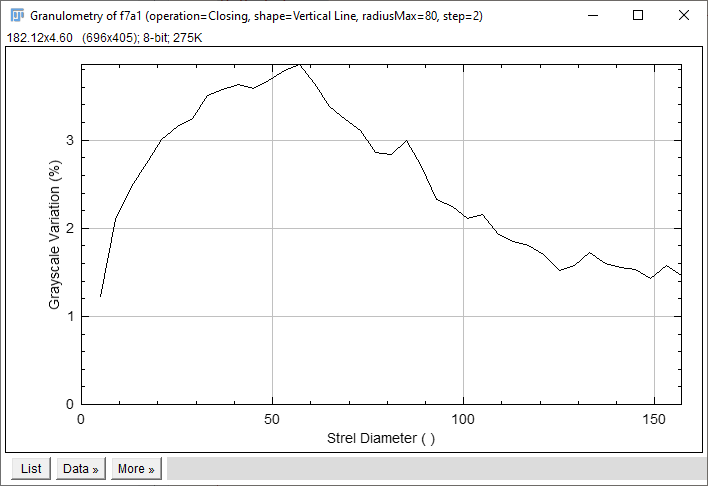 Granulometry of f7a1 (operation=Closing, shape=Vertical Line, radiusMax=80, step=2)
182.12x4.60 (696x405); 8-bit; 275K
Grayscale Variation (%)
3
2
1
0
0 50 100 150
Strel Diameter ( )
List Data » More »